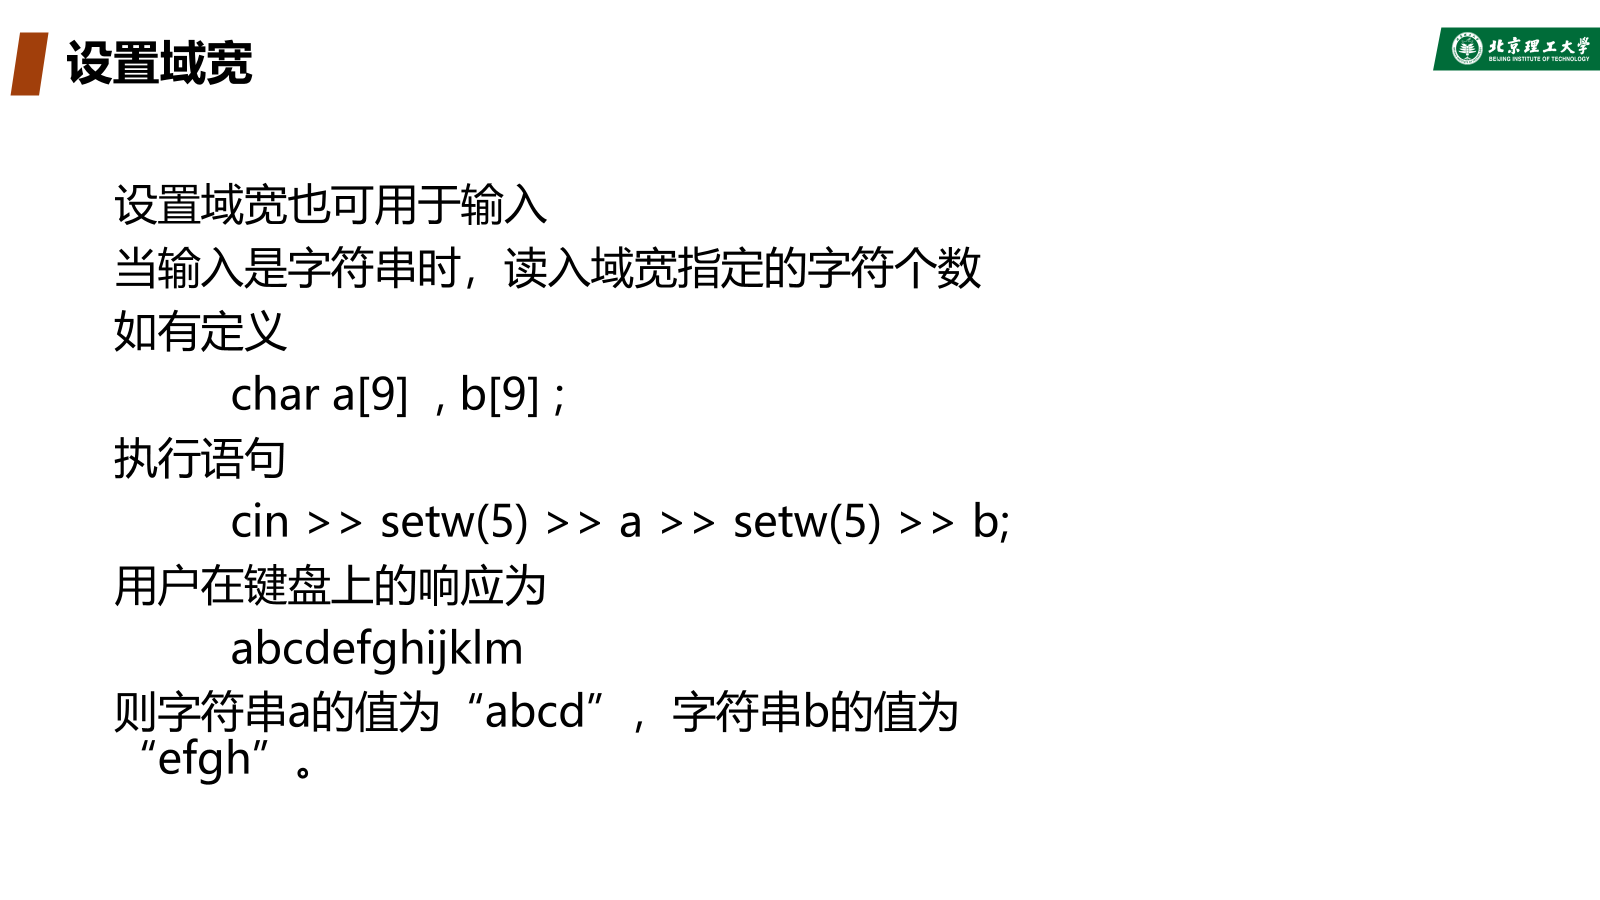 设置域宽
北京理工大学
BEIJING INSTITUTE OF TECHNOLOGY
设置域宽也可用于输入
当输入是字符串时，读入域宽指定的字符个数
如有定义
char a[9] , b[9] ;
执行语句
cin >> setw(5) >> a >> setw(5) >> b;
用户在键盘上的响应为
abcdefghijklm
则字符串a的值为“abcd”，字符串b的值为
“efgh”。